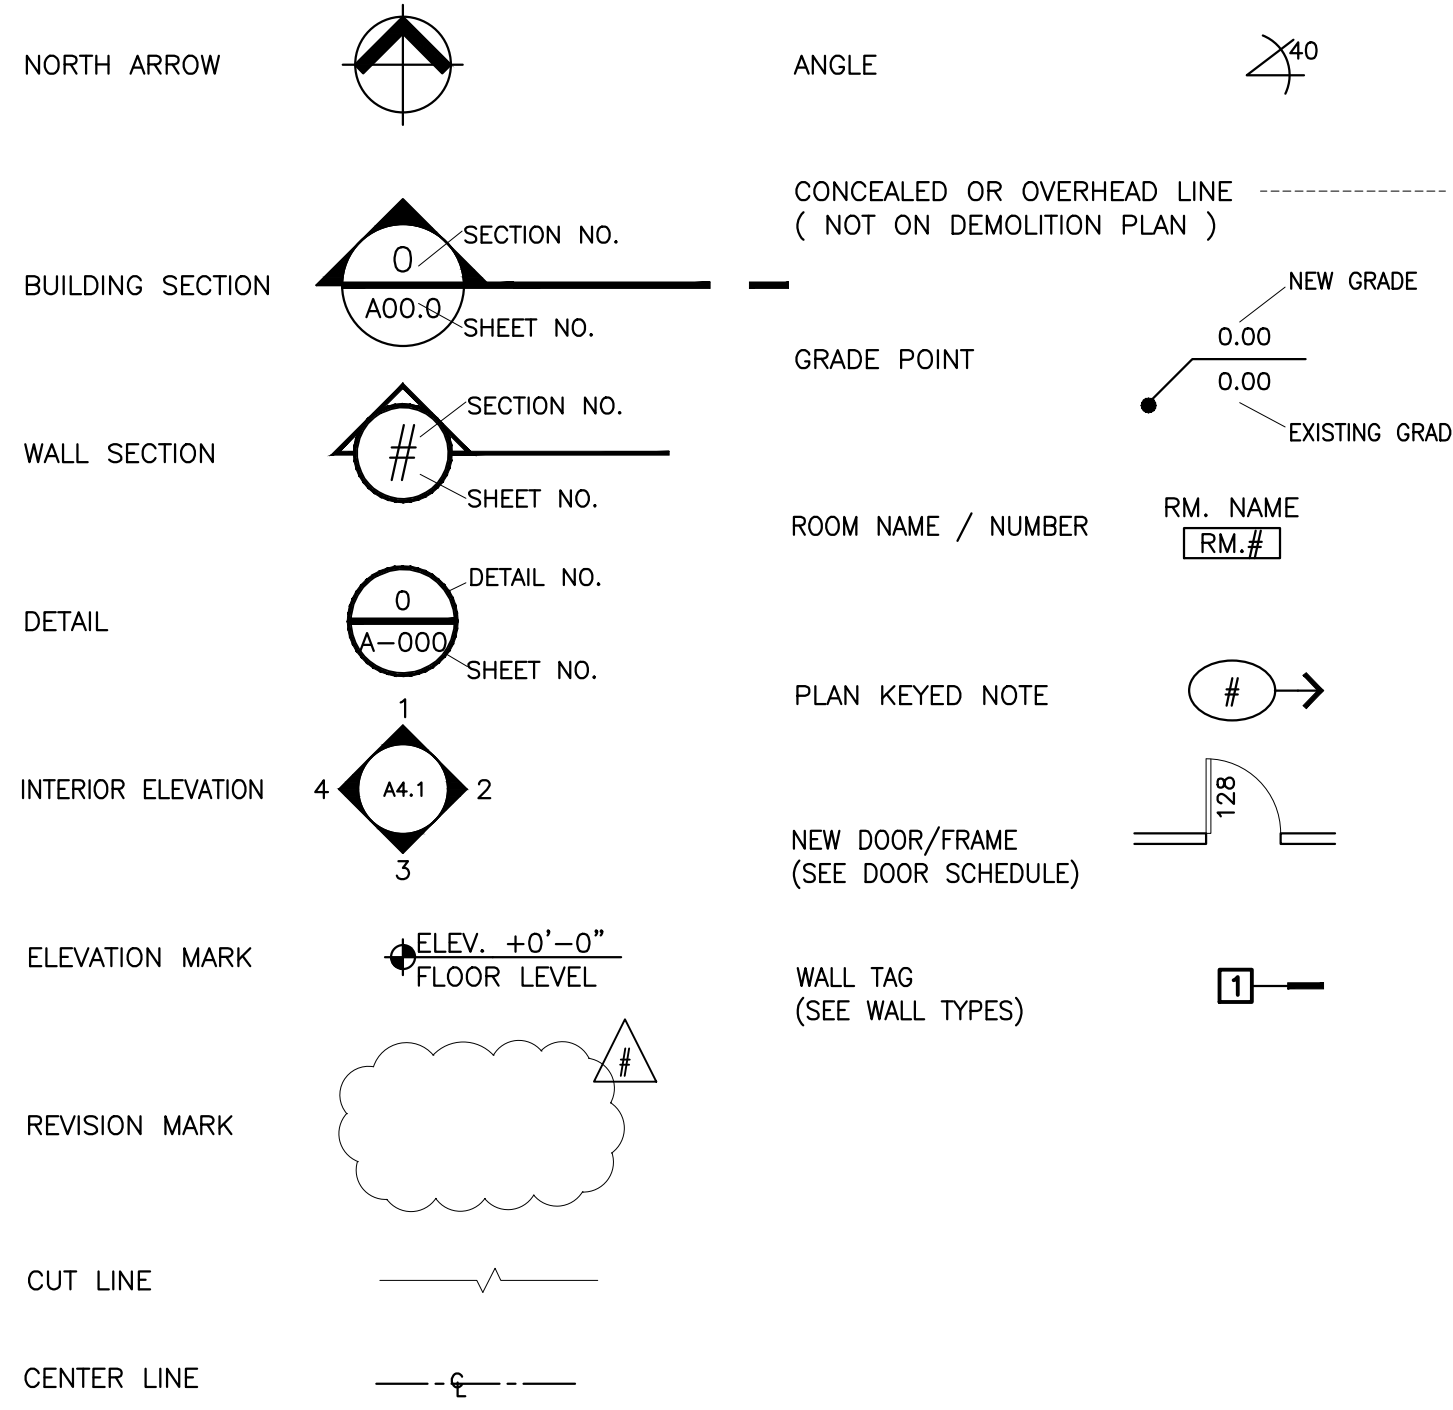 NORTH ARROW
BUILDING SECTION
0
A00.0
SECTION NO.
SHEET NO.
WALL SECTION
#
SECTION NO.
SHEET NO.
DETAIL
0
A-000
DETAIL NO.
SHEET NO.
INTERIOR ELEVATION
1
4
A4.1
2
3
ELEVATION MARK
ELEV. +0'-0"
FLOOR LEVEL
REVISION MARK
#
CUT LINE
CENTER LINE
℄
ANGLE
40
CONCEALED OR OVERHEAD LINE
( NOT ON DEMOLITION PLAN )
GRADE POINT
NEW GRADE
0.00
0.00
EXISTING GRAD
ROOM NAME / NUMBER
RM. NAME
RM.#
PLAN KEYED NOTE
#
NEW DOOR/FRAME
(SEE DOOR SCHEDULE)
128
WALL TAG
(SEE WALL TYPES)
1